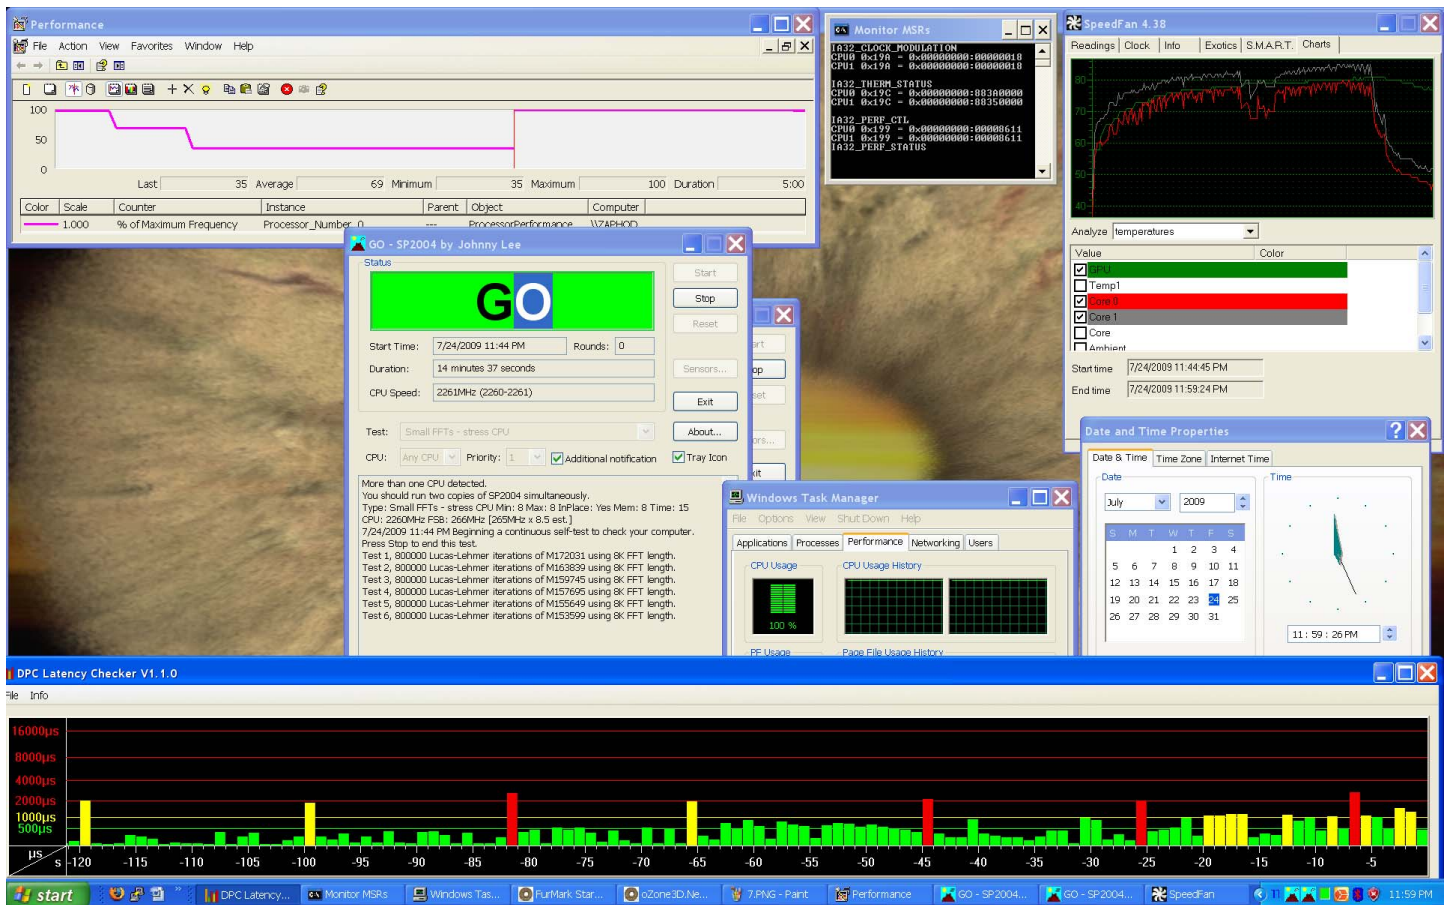 Performance
File Action View Favorites Window Help
100
50
0
Last 35 Average 69 Minimum 35 Maximum 100 Duration 5:00
Color Scale Counter Instance Parent Object Computer
1.000 % of Maximum Frequency Processor_Number_0 --- ProcessorPerformance \\ZAPHOD
Monitor MSRs
IA32_CLOCK_MODULATION
CPU0 0x19A = 0x00000000:00000018
CPU1 0x19A = 0x00000000:00000018
IA32_THERM_STATUS
CPU0 0x19C = 0x00000000:883A0000
CPU1 0x19C = 0x00000000:88350000
IA32_PERF_CTL
CPU0 0x199 = 0x00000000:00008611
CPU1 0x199 = 0x00000000:00008611
IA32_PERF_STATUS
SpeedFan 4.38
Readings Clock Info Exotics S.M.A.R.T. Charts
80
70
60
50
40
Analyze temperatures
Value Color
GPU
Temp1
Core 0
Core 1
Core
Ambient
Start time 7/24/2009 11:44:45 PM
End time 7/24/2009 11:59:24 PM
GO - SP2004 by Johnny Lee
Status
GO
Start
Stop
Reset
Start Time: 7/24/2009 11:44 PM Rounds: 0
Duration: 14 minutes 37 seconds
Sensors...
CPU Speed: 2261MHz (2260-2261)
Exit
Test: Small FFTs - stress CPU
About...
CPU: Any CPU Priority: 1 Additional notification Tray Icon
More than one CPU detected.
You should run two copies of SP2004 simultaneously.
Type: Small FFTs - stress CPU Min: 8 Max: 8 InPlace: Yes Mem: 8 Time: 15
CPU: 2260MHz FSB: 266MHz [265MHz x 8.5 est.]
7/24/2009 11:44 PM Beginning a continuous self-test to check your computer.
Press Stop to end this test.
Test 1, 800000 Lucas-Lehmer iterations of M172031 using 8K FFT length.
Test 2, 800000 Lucas-Lehmer iterations of M163839 using 8K FFT length.
Test 3, 800000 Lucas-Lehmer iterations of M159745 using 8K FFT length.
Test 4, 800000 Lucas-Lehmer iterations of M157695 using 8K FFT length.
Test 5, 800000 Lucas-Lehmer iterations of M155649 using 8K FFT length.
Test 6, 800000 Lucas-Lehmer iterations of M153599 using 8K FFT length.
art
op
set
ors...
xit
Windows Task Manager
File Options View Shut Down Help
Applications Processes Performance Networking Users
CPU Usage CPU Usage History
100 %
PF Usage Page File Usage History
Date and Time Properties
Date & Time Time Zone Internet Time
Date Time
July 2009
S M T W T F S
1 2 3 4
5 6 7 8 9 10 11
12 13 14 15 16 17 18
19 20 21 22 23 24 25
26 27 28 29 30 31
11:59:26 PM
DPC Latency Checker V1.1.0
File Info
16000µs
8000µs
4000µs
2000µs
1000µs
500µs
µs
s -120 -115 -110 -105 -100 -95 -90 -85 -80 -75 -70 -65 -60 -55 -50 -45 -40 -35 -30 -25 -20 -15 -10 -5
start DPC Latency... Monitor MSRs Windows Tas... FurMark Star... oZone3D.Ne... 7.PNG - Paint Performance GO - SP2004... GO - SP2004... SpeedFan 11:59 PM